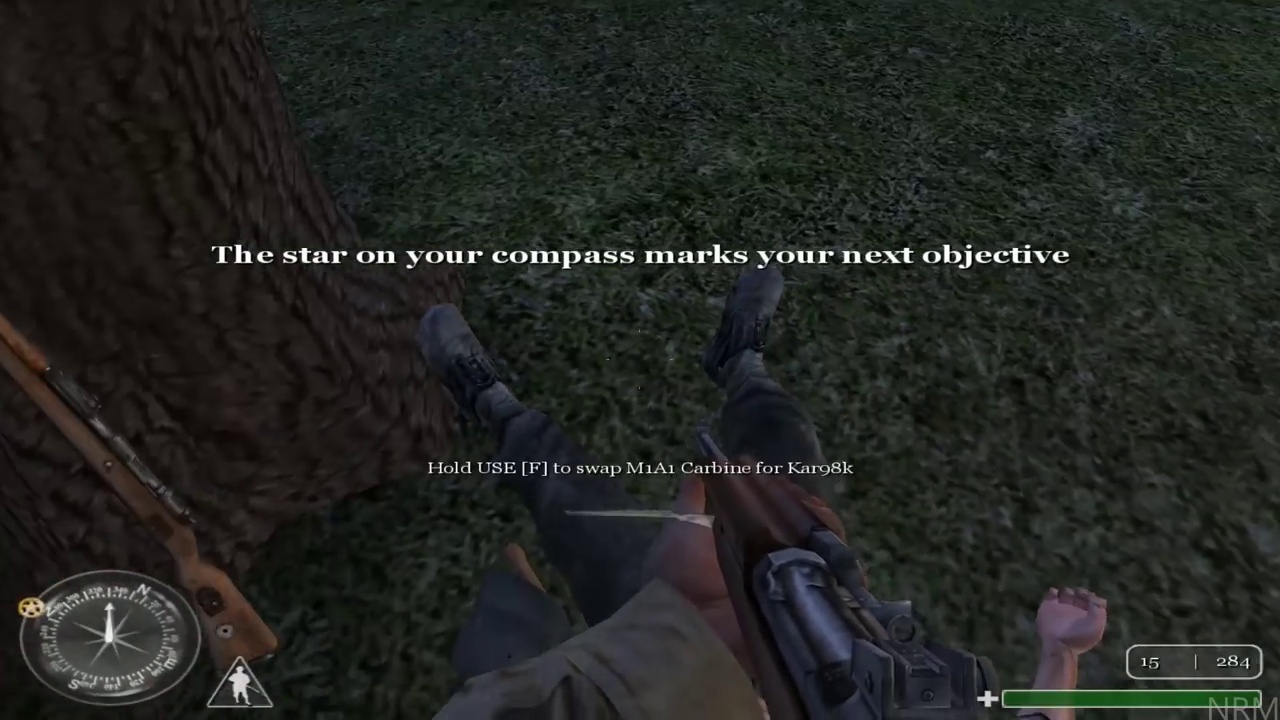 The star on your compass marks your next objective
Hold USE [F] to swap M1A1 Carbine for Kar98k
N
S
15 | 284
NRM